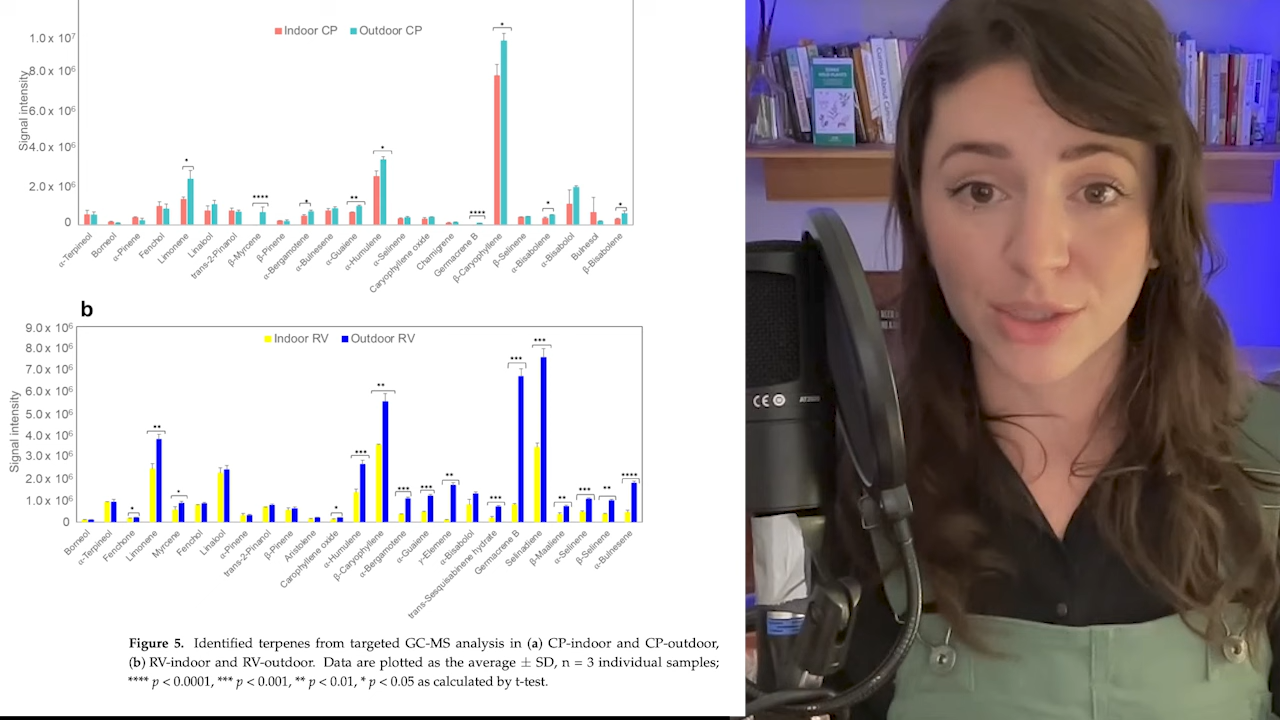 Signal intensity
1.0 x 10⁷
8.0 x 10⁶
6.0 x 10⁶
4.0 x 10⁶
2.0 x 10⁶
0
Indoor CP Outdoor CP
* **** * ** * **** * * *
α-Terpineol
Borneol
α-Pinene
Fenchol
Limonene
Linalool
trans-2-Pinanol
β-Myrcene
β-Pinene
α-Bergamotene
α-Bulnesene
α-Guaiene
α-Humulene
α-Selinene
Caryophyllene oxide
Chamigrene
Germacrene B
β-Caryophyllene
β-Selinene
α-Bisabolene
α-Bisabolol
Bulnesol
β-Bisabolene
b
Signal intensity
9.0 x 10⁶
8.0 x 10⁶
7.0 x 10⁶
6.0 x 10⁶
5.0 x 10⁶
4.0 x 10⁶
3.0 x 10⁶
2.0 x 10⁶
1.0 x 10⁶
0
Indoor RV Outdoor RV
* ** * * *** ** *** *** ** *** *** *** ** *** ** ****
Borneol
α-Terpineol
Fenchone
Limonene
Myrcene
Fenchol
Linalool
α-Pinene
trans-2-Pinanol
β-Pinene
Aristolene
Carophylene oxide
α-Humulene
β-Caryophyllene
α-Bergamotene
α-Guaiene
γ-Elemene
α-Bisabolol
trans-Sesquisabinene hydrate
Germacrene B
Selinadiene
β-Maaliene
α-Selinene
β-Selinene
α-Bulnesene
Figure 5. Identified terpenes from targeted GC-MS analysis in (a) CP-indoor and CP-outdoor,
(b) RV-indoor and RV-outdoor. Data are plotted as the average ± SD, n = 3 individual samples;
**** p < 0.0001, *** p < 0.001, ** p < 0.01, * p < 0.05 as calculated by t-test.
CE